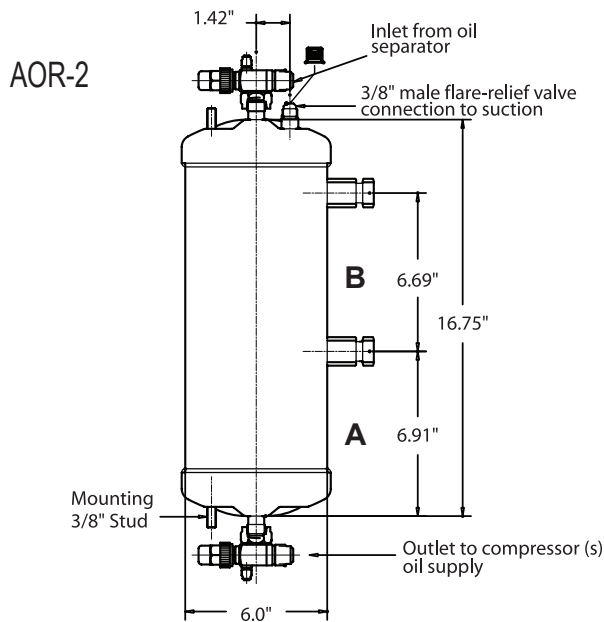 1.42"
Inlet from oil
separator
AOR-2
3/8" male flare-relief valve
connection to suction
B
6.69"
16.75"
A
6.91"
Mounting
3/8" Stud
Outlet to compressor (s)
oil supply
6.0"